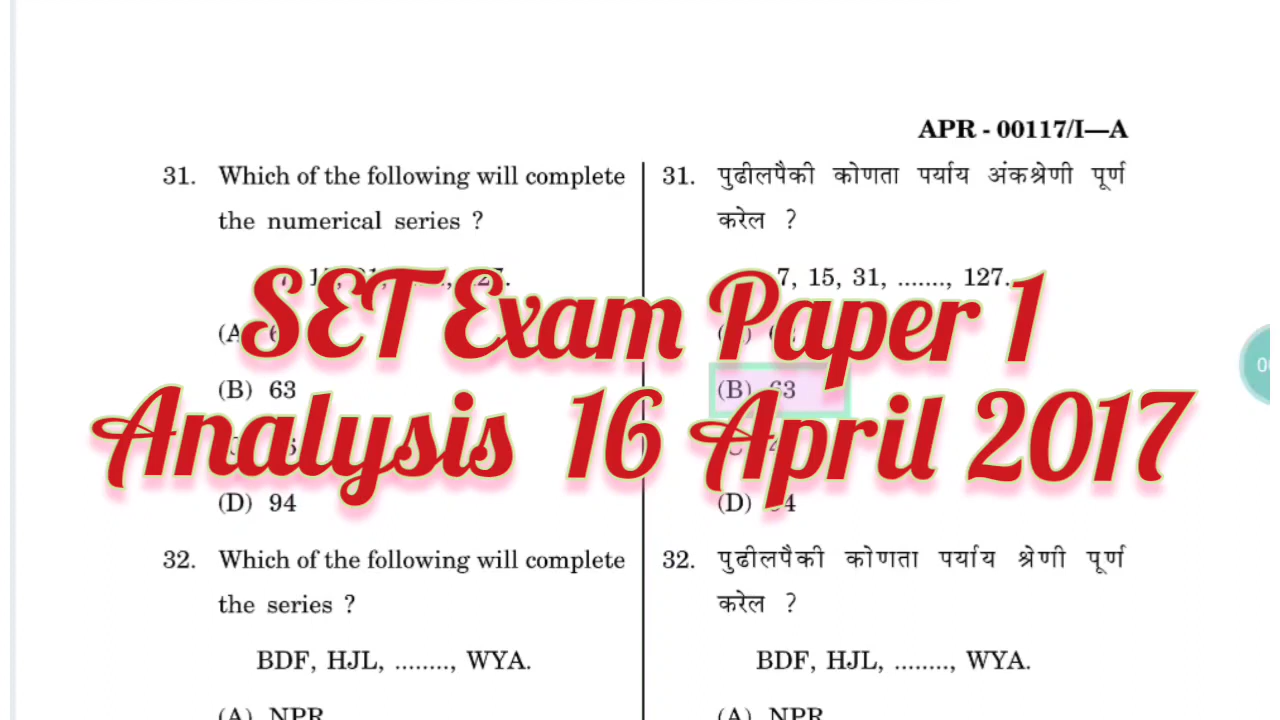 APR - 00117/I—A
31. Which of the following will complete
the numerical series ?
(B) 63
(D) 94
32. Which of the following will complete
the series ?
BDF, HJL, ........, WYA.
(A) NPR
31. पुढीलपैकी कोणता पर्याय अंकश्रेणी पूर्ण
करेल ?
7, 15, 31, ......., 127.
(B) 63
(D)
32. पुढीलपैकी कोणता पर्याय श्रेणी पूर्ण
करेल ?
BDF, HJL, ........, WYA.
(A) NPR
SET Exam Paper 1
Analysis 16 April 2017